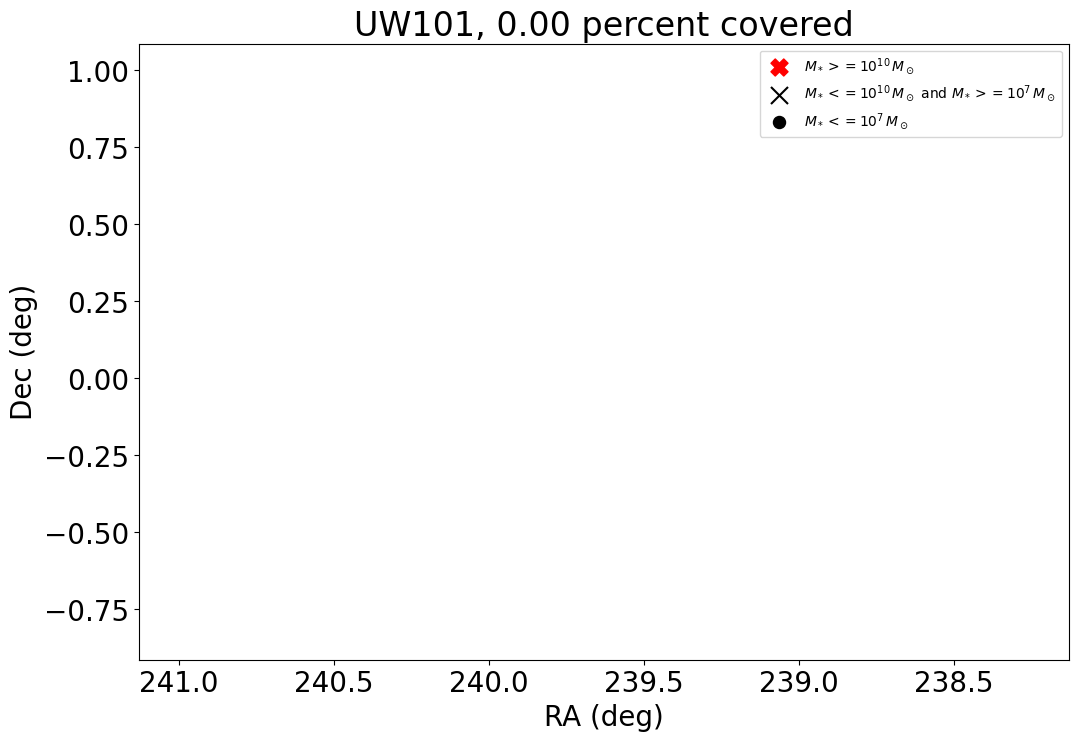 UW101, 0.00 percent covered
M* >= 10^10 M⊙
M* <= 10^10 M⊙ and M* >= 10^7 M⊙
M* <= 10^7 M⊙
1.00
0.75
0.50
0.25
0.00
−0.25
−0.50
−0.75
Dec (deg)
241.0 240.5 240.0 239.5 239.0 238.5
RA (deg)